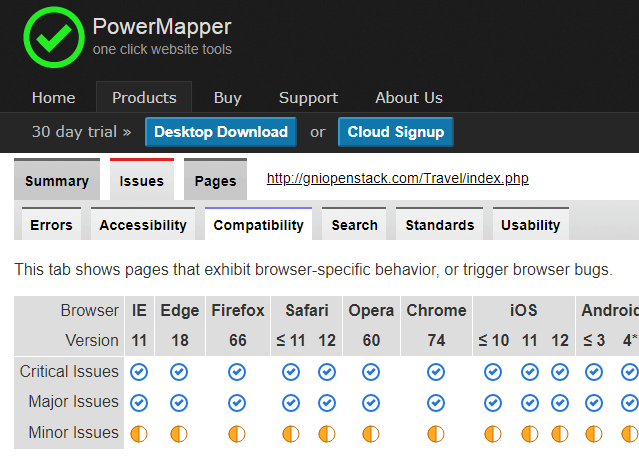 PowerMapper
one click website tools
Home Products Buy Support About Us
30 day trial » Desktop Download or Cloud Signup
Summary Issues Pages http://gniopenstack.com/Travel/index.php
Errors Accessibility Compatibility Search Standards Usability
This tab shows pages that exhibit browser-specific behavior, or trigger browser bugs.
Browser IE Edge Firefox Safari Opera Chrome iOS Android
Version 11 18 66 ≤ 11 12 60 74 ≤ 10 11 12 ≤ 3 4*
Critical Issues
Major Issues
Minor Issues